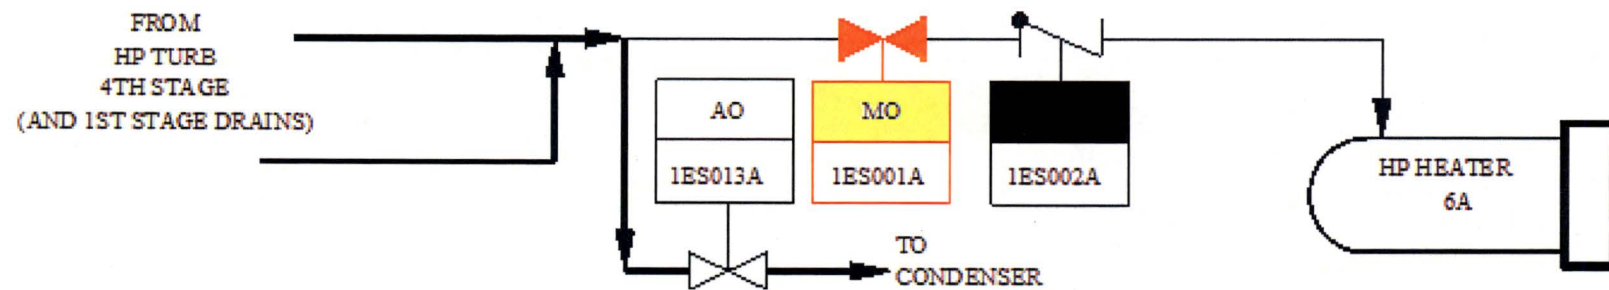 FROM
HP TURB
4TH STAGE
(AND 1ST STAGE DRAINS)
AO
1ES013A
MO
1ES001A
1ES002A
HP HEATER
6A
TO
CONDENSER